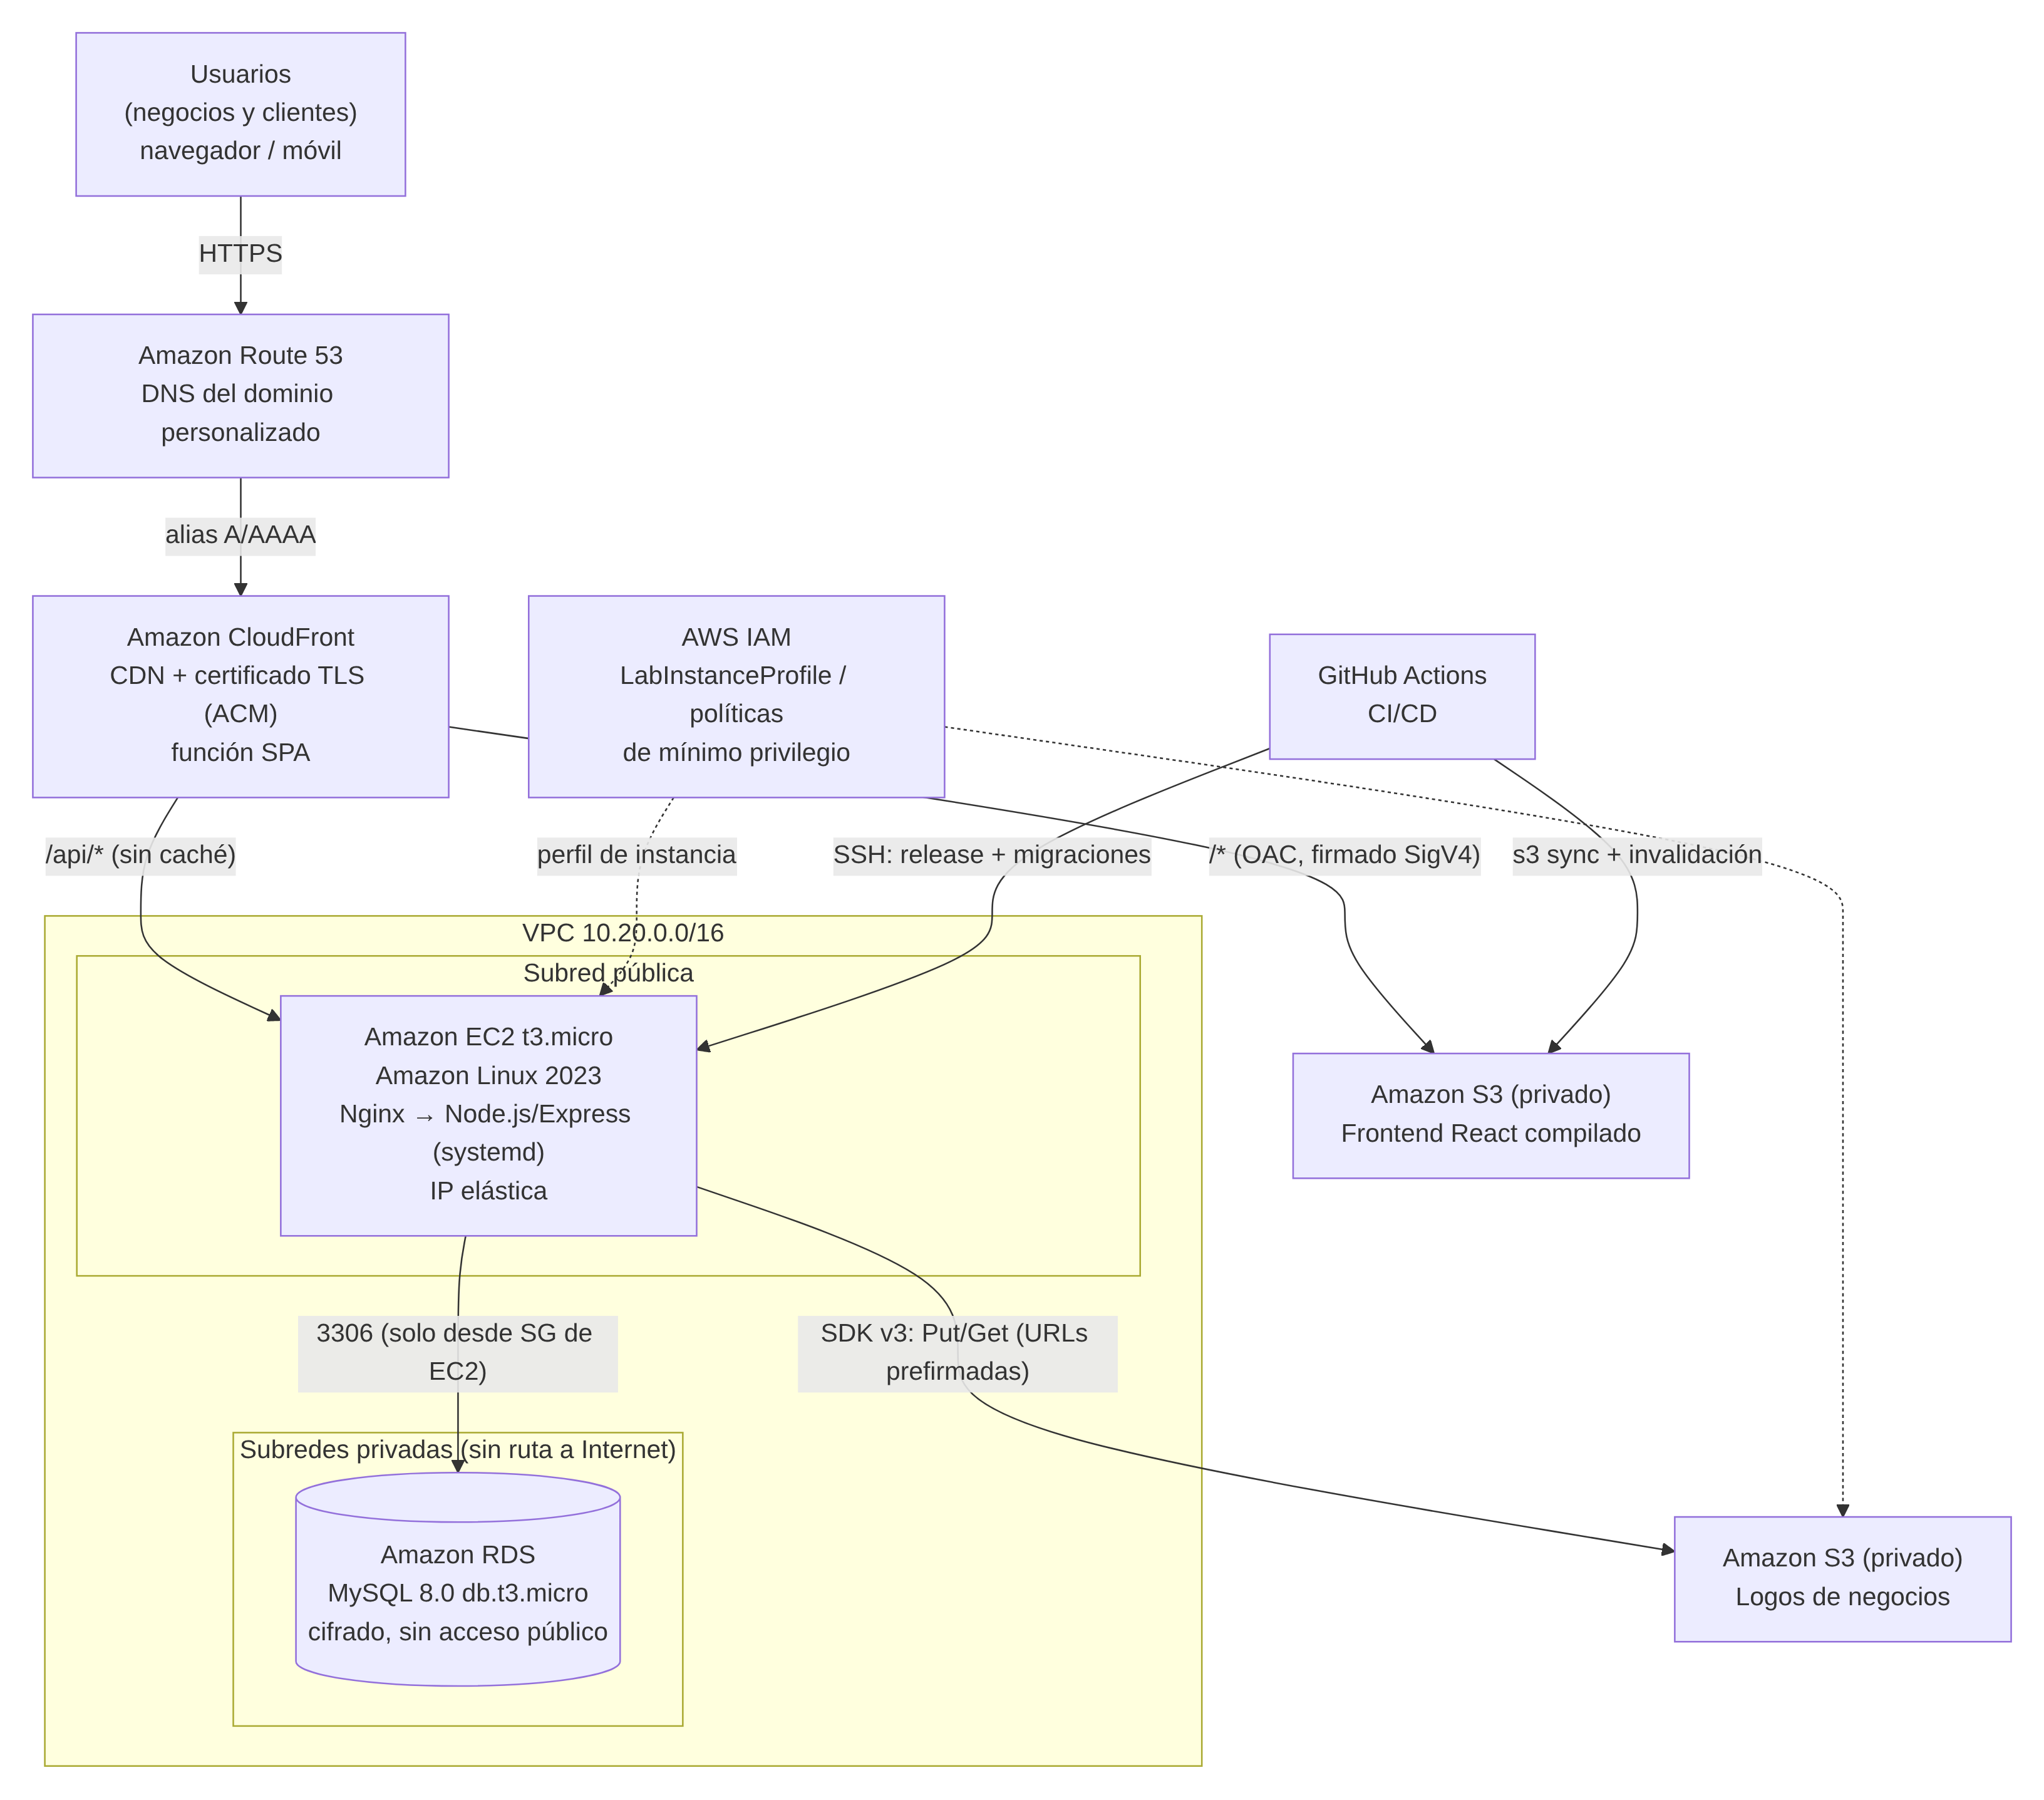 Usuarios
(negocios y clientes)
navegador / móvil
HTTPS
Amazon Route 53
DNS del dominio
personalizado
alias A/AAAA
Amazon CloudFront
CDN + certificado TLS
(ACM)
función SPA
AWS IAM
LabInstanceProfile /
políticas
de mínimo privilegio
GitHub Actions
CI/CD
/api/* (sin caché)
perfil de instancia
SSH: release + migraciones
/* (OAC, firmado SigV4)
s3 sync + invalidación
VPC 10.20.0.0/16
Subred pública
Amazon EC2 t3.micro
Amazon Linux 2023
Nginx → Node.js/Express
(systemd)
IP elástica
Amazon S3 (privado)
Frontend React compilado
3306 (solo desde SG de
EC2)
SDK v3: Put/Get (URLs
prefirmadas)
Subredes privadas (sin ruta a Internet)
Amazon RDS
MySQL 8.0 db.t3.micro
cifrado, sin acceso público
Amazon S3 (privado)
Logos de negocios